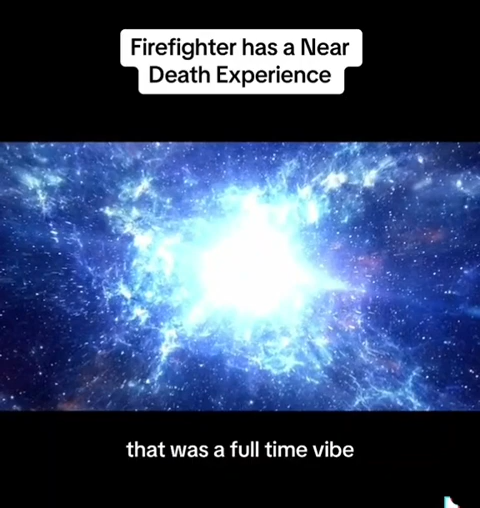 Firefighter has a Near
Death Experience
that was a full time vibe